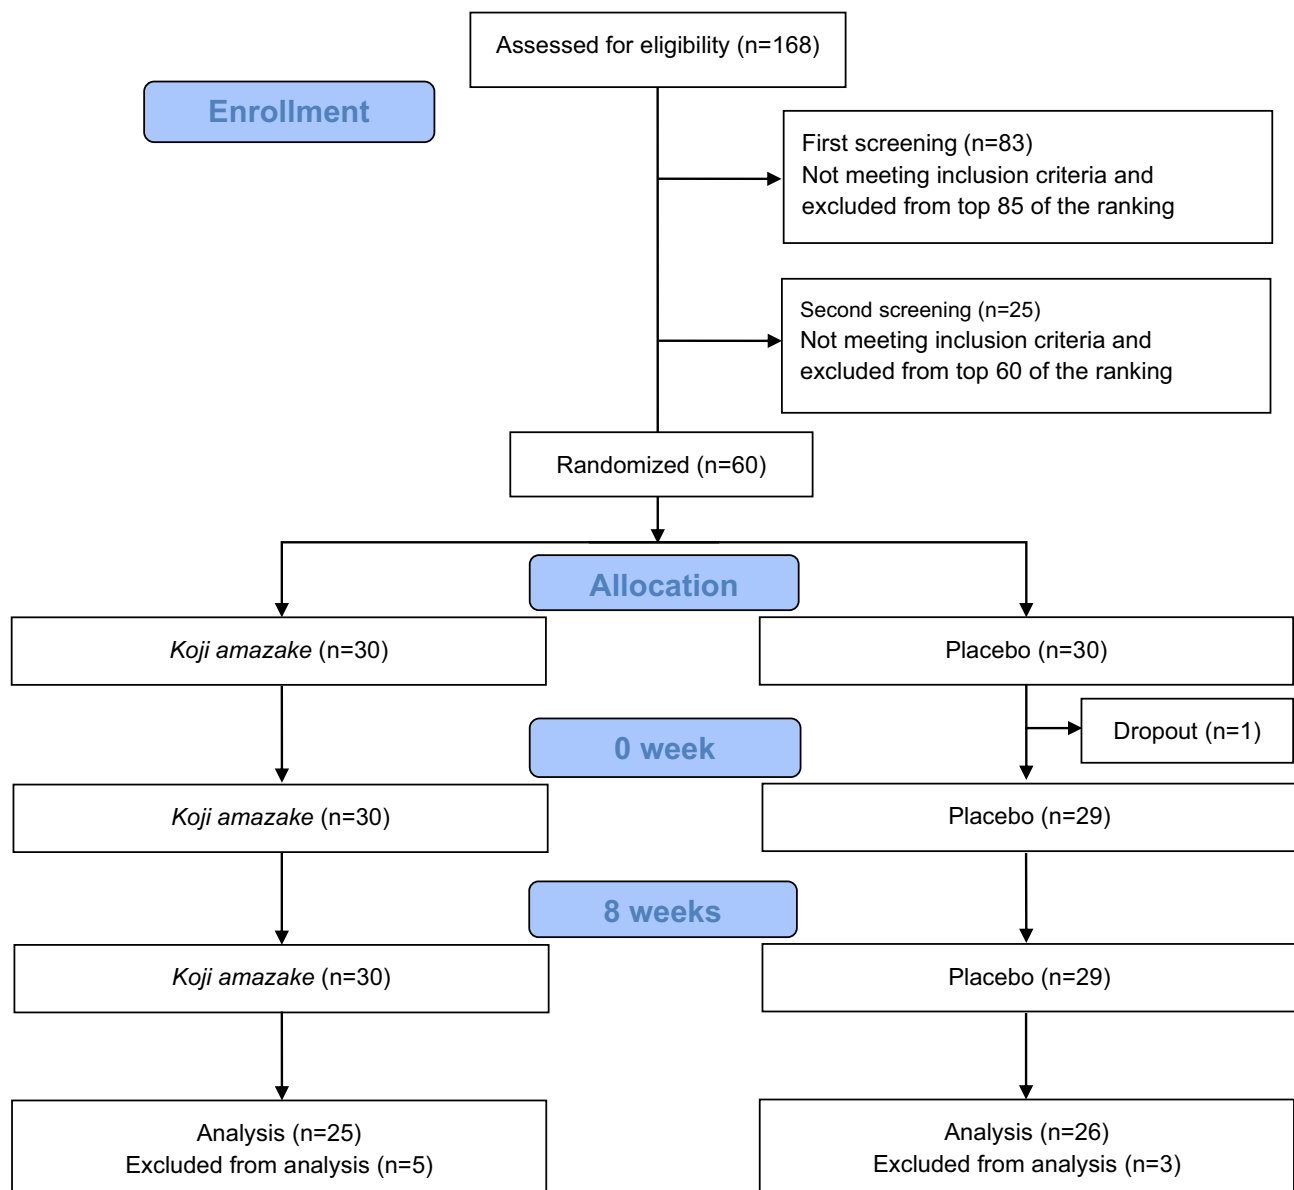 Assessed for eligibility (n=168)
Enrollment
First screening (n=83)
Not meeting inclusion criteria and
excluded from top 85 of the ranking
Second screening (n=25)
Not meeting inclusion criteria and
excluded from top 60 of the ranking
Randomized (n=60)
Allocation
Koji amazake (n=30)
Placebo (n=30)
Dropout (n=1)
0 week
Koji amazake (n=30)
Placebo (n=29)
8 weeks
Koji amazake (n=30)
Placebo (n=29)
Analysis (n=25)
Excluded from analysis (n=5)
Analysis (n=26)
Excluded from analysis (n=3)